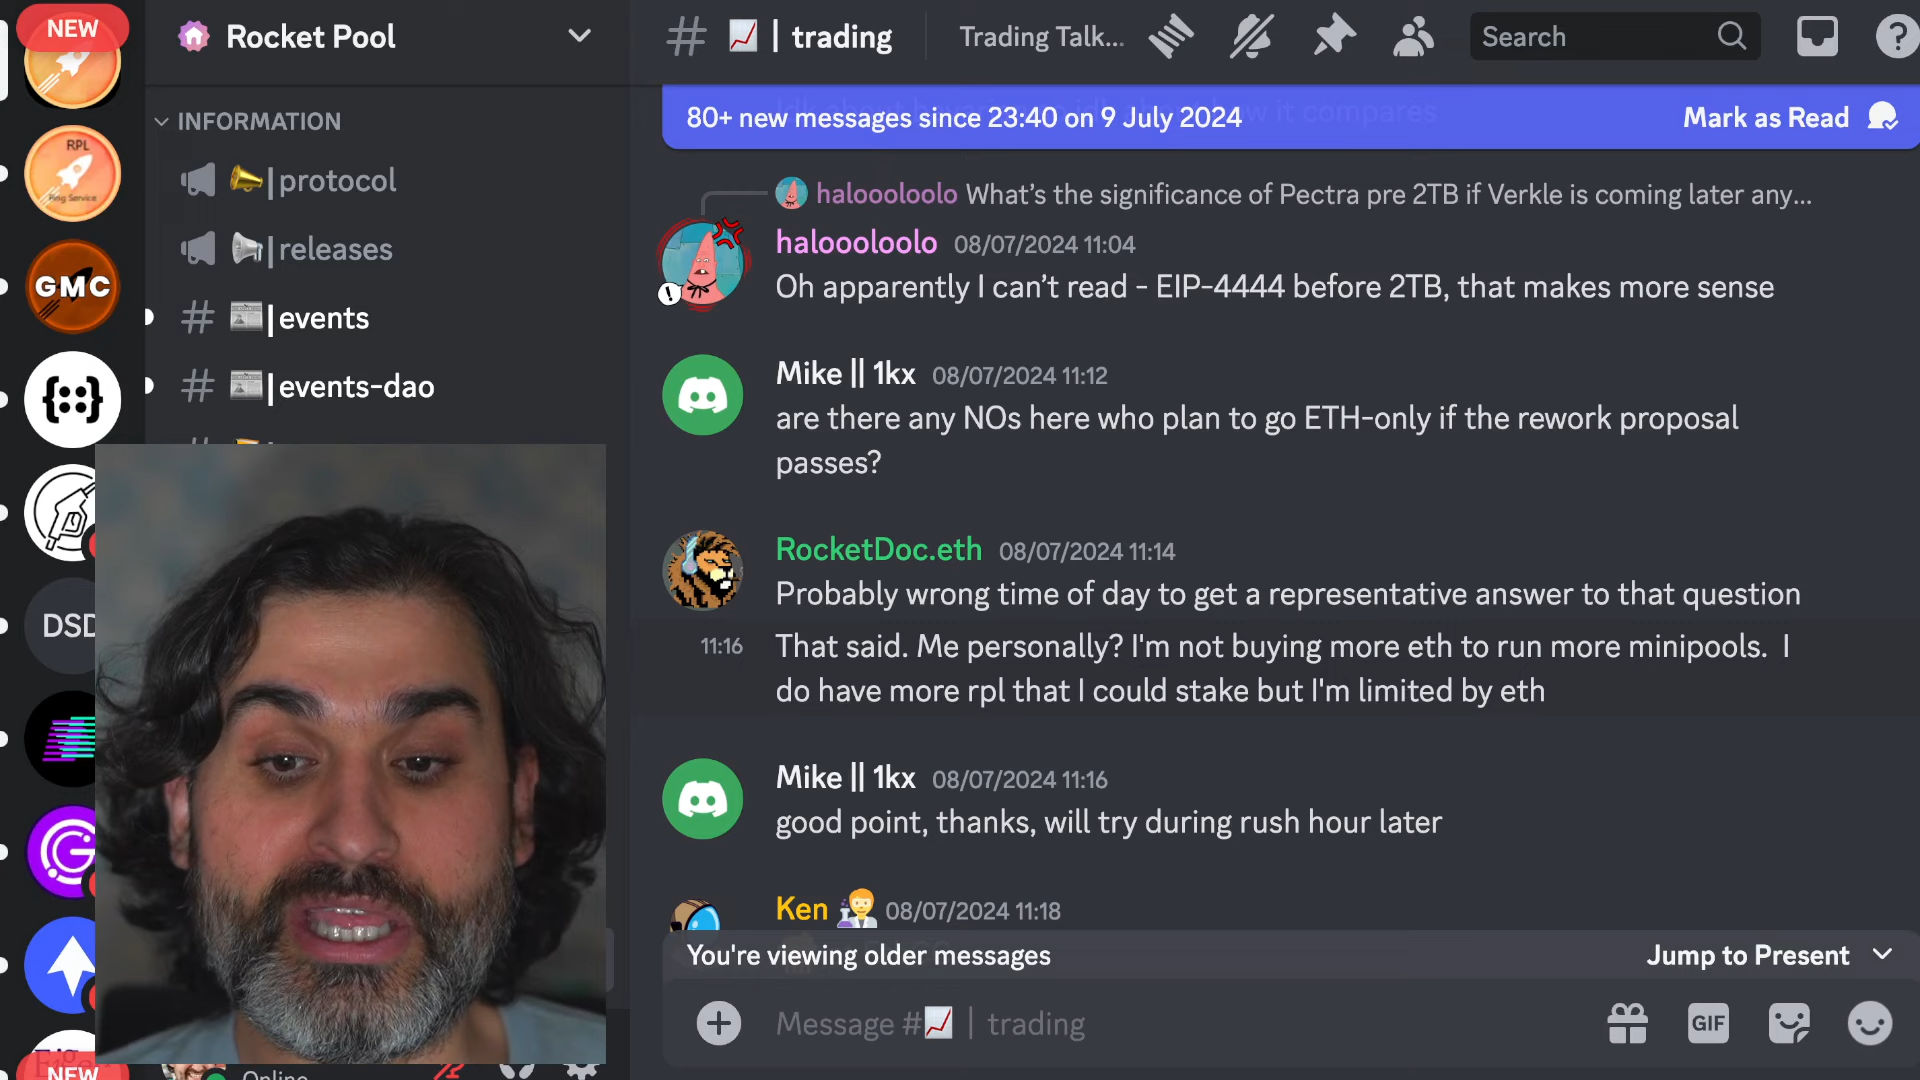 NEW
Rocket Pool
INFORMATION
|protocol
|releases
|events
|events-dao
RPL
GMC
DSD
NEW
Online
| trading
Trading Talk...
Search
80+ new messages since 23:40 on 9 July 2024
Mark as Read
haloooloolo What's the significance of Pectra pre 2TB if Verkle is coming later any...
haloooloolo 08/07/2024 11:04
Oh apparently I can't read - EIP-4444 before 2TB, that makes more sense
Mike || 1kx 08/07/2024 11:12
are there any NOs here who plan to go ETH-only if the rework proposal
passes?
RocketDoc.eth 08/07/2024 11:14
Probably wrong time of day to get a representative answer to that question
11:16 That said. Me personally? I'm not buying more eth to run more minipools. I
do have more rpl that I could stake but I'm limited by eth
Mike || 1kx 08/07/2024 11:16
good point, thanks, will try during rush hour later
Ken 08/07/2024 11:18
You're viewing older messages
Jump to Present
Message # | trading
GIF